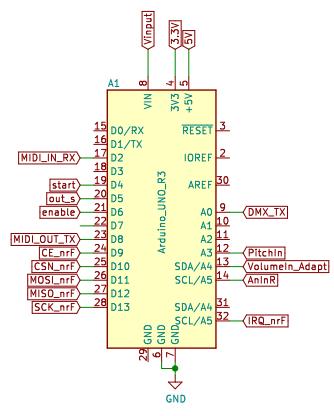 Vinput
3.3V
5V
8
4
5
A1
VIN
3V3
+5V
15
D0/RX
RESET
3
16
D1/TX
MIDI_IN_RX
17
D2
IOREF
2
18
D3
start
19
D4
AREF
30
out_s
20
D5
enable
21
D6
A0
9
DMX_TX
22
D7
A1
10
MIDI_OUT_TX
23
D8
A2
11
CE_nrF
24
D9
A3
12
PitchIn
CSN_nrF
25
D10
SDA/A4
13
VolumeIn_Adapt
MOSI_nrF
26
D11
SCL/A5
14
AnInR
MISO_nrF
27
D12
SCK_nrF
28
D13
SDA/A4
31
SCL/A5
32
IRQ_nrF
Arduino_UNO_R3
GND
GND
GND
29
6
7
GND